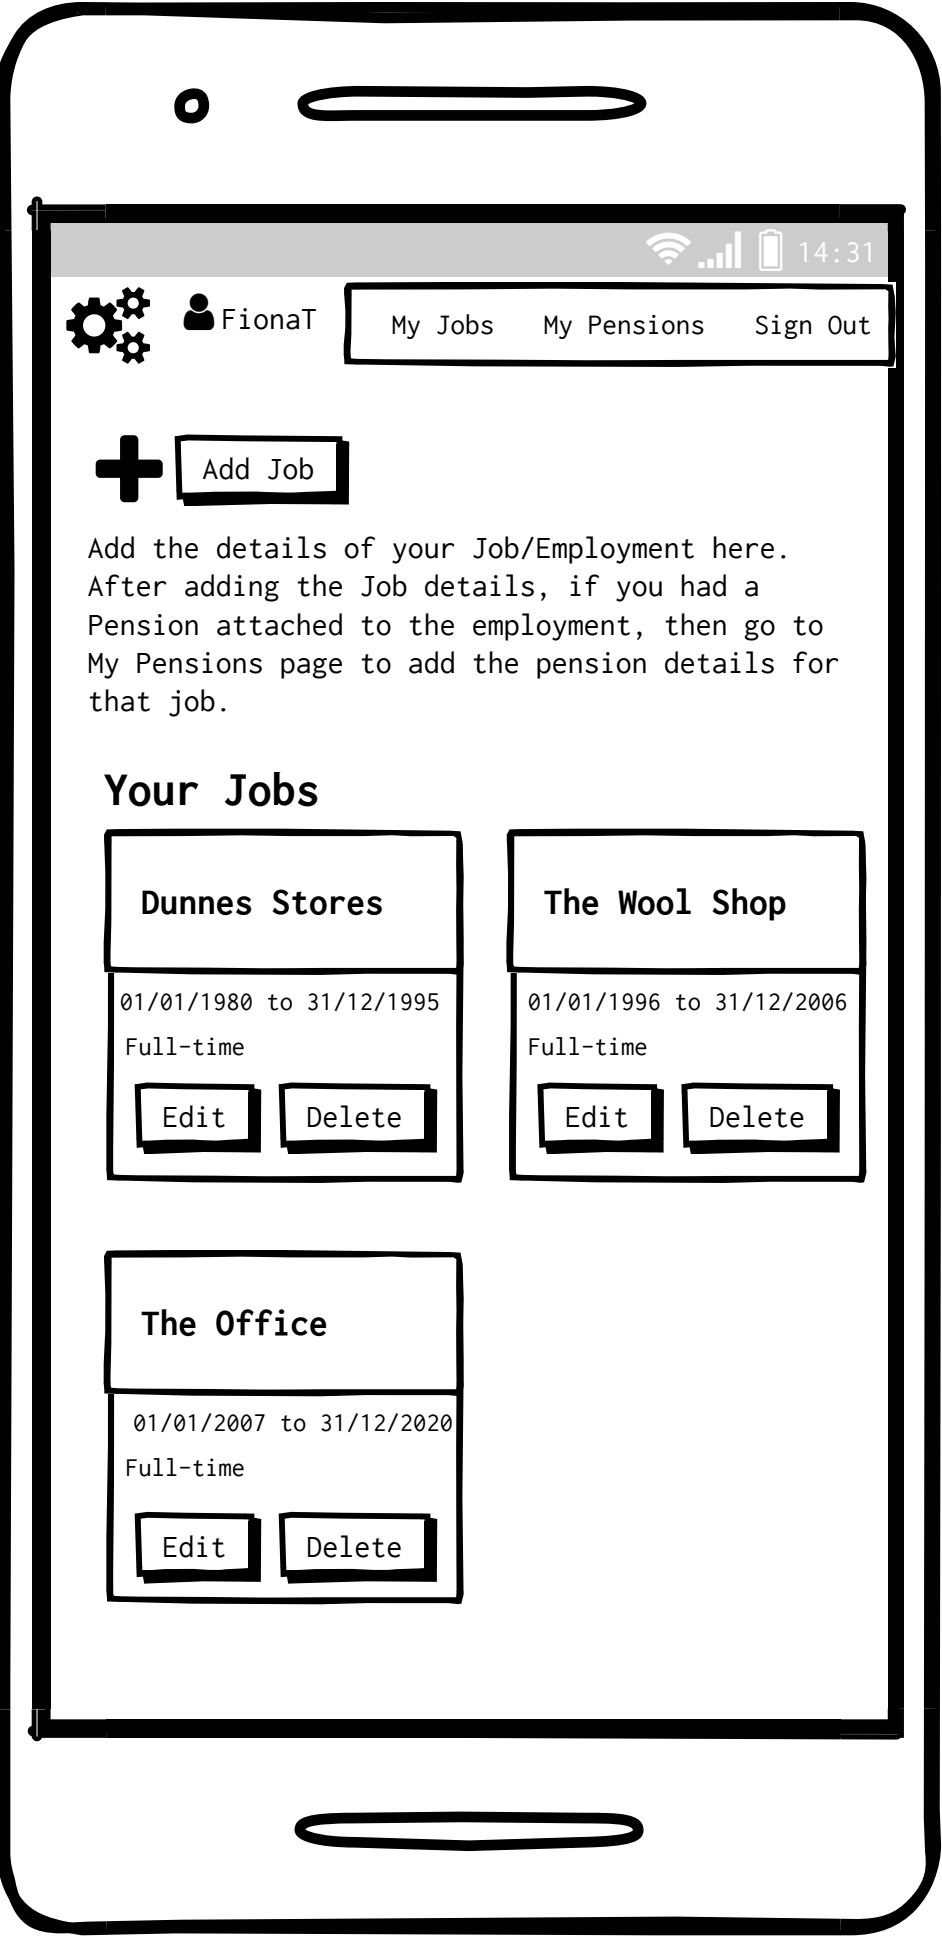 14:31
FionaT
My Jobs My Pensions Sign Out
Add Job
Add the details of your Job/Employment here.
After adding the Job details, if you had a
Pension attached to the employment, then go to
My Pensions page to add the pension details for
that job.
Your Jobs
Dunnes Stores
01/01/1980 to 31/12/1995
Full-time
Edit Delete
The Wool Shop
01/01/1996 to 31/12/2006
Full-time
Edit Delete
The Office
01/01/2007 to 31/12/2020
Full-time
Edit Delete